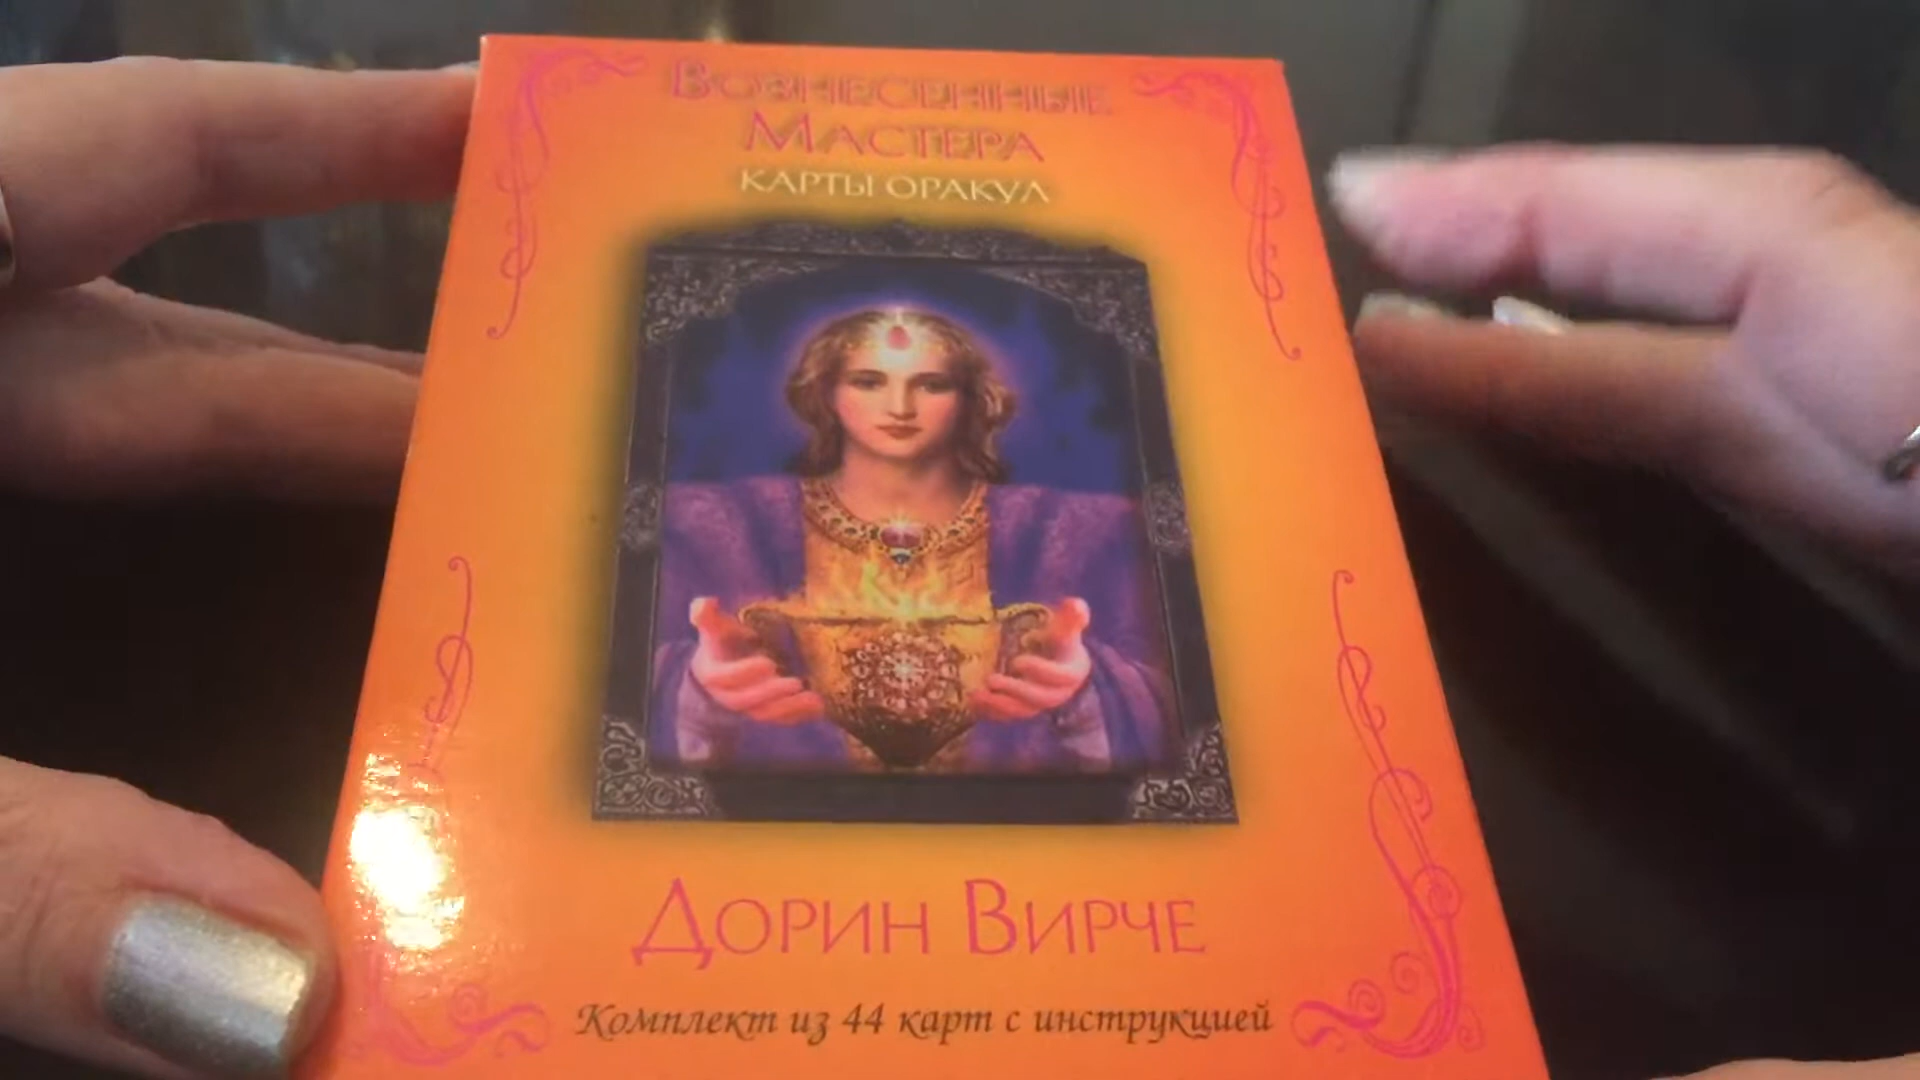 Вознесенные
Мастера
карты оракул
Дорин Вирче
Комплект из 44 карт с инструкцией